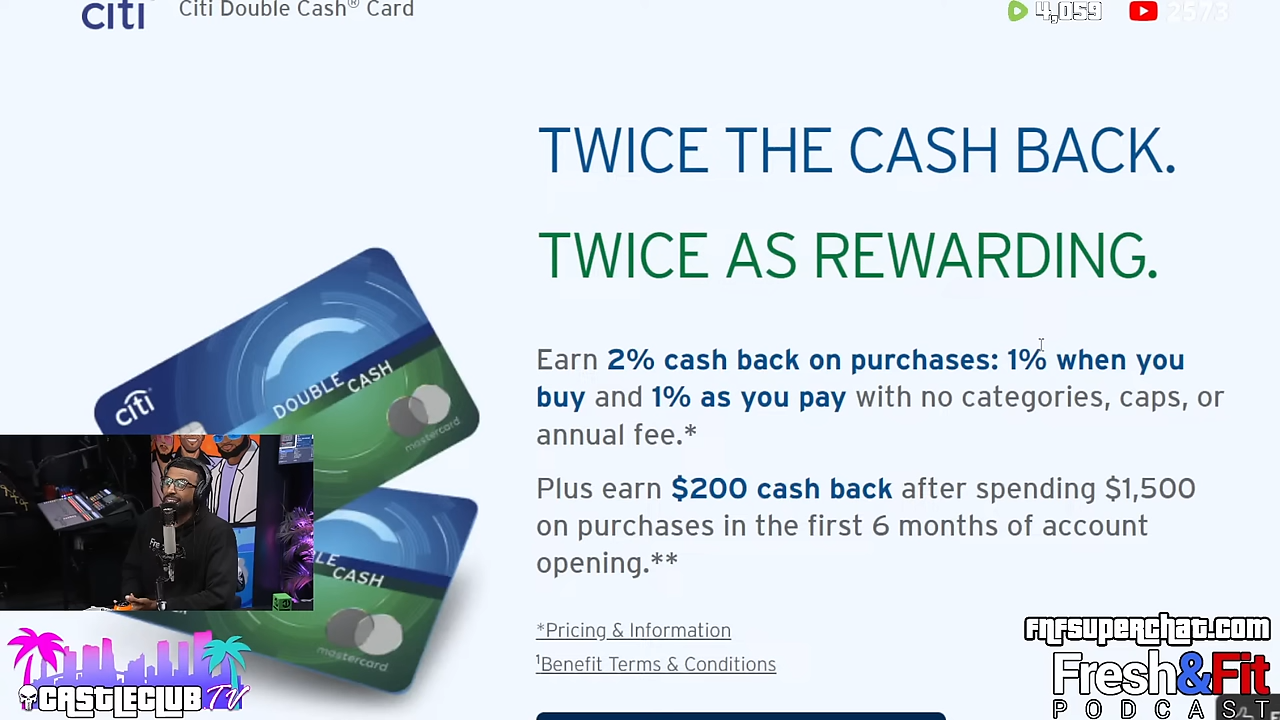 citi
Citi Double Cash® Card
4,059
2573
TWICE THE CASH BACK.
TWICE AS REWARDING.
Earn 2% cash back on purchases: 1% when you
buy and 1% as you pay with no categories, caps, or
annual fee.*
Plus earn $200 cash back after spending $1,500
on purchases in the first 6 months of account
opening.**
*Pricing & Information
¹Benefit Terms & Conditions
citi
DOUBLE CASH
mastercard
CASH
mastercard
CASTLECLUB TV
fnfsuperchat.com
Fresh&Fit
PODCAST